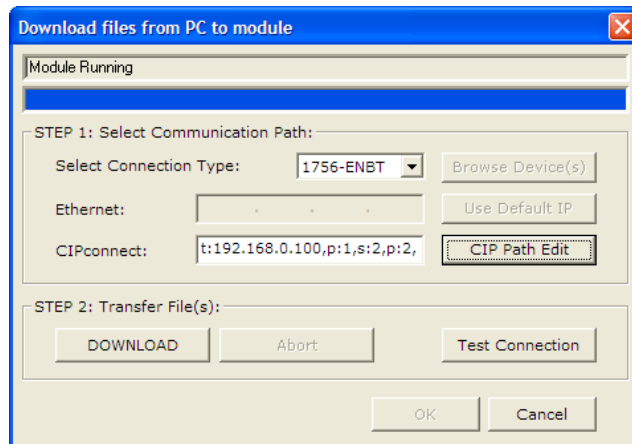 Download files from PC to module
Module Running
STEP 1: Select Communication Path:
Select Connection Type: 1756-ENBT Browse Device(s)
Ethernet: . . . Use Default IP
CIPconnect: t:192.168.0.100,p:1,s:2,p:2, CIP Path Edit
STEP 2: Transfer File(s):
DOWNLOAD Abort Test Connection
OK Cancel